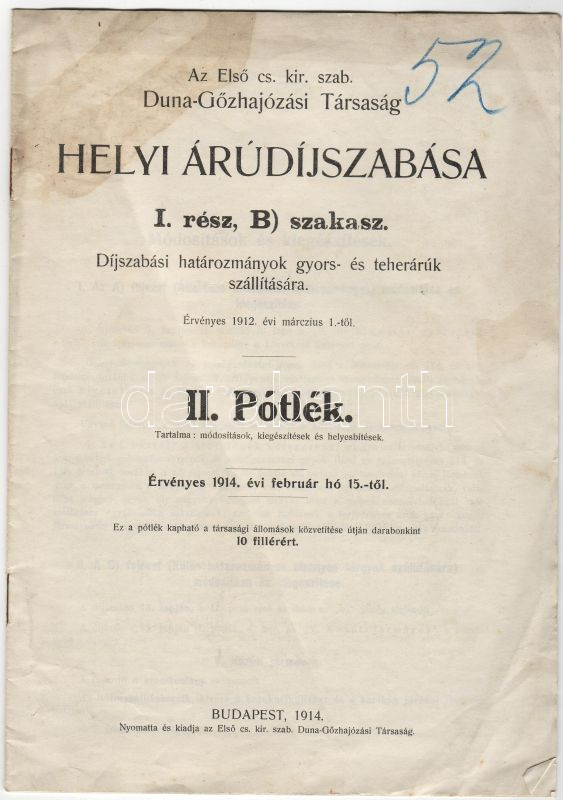 52
Az Első cs. kir. szab.
Duna-Gőzhajózási Társaság
HELYI ÁRÚDÍJSZABÁSA
I. rész, B) szakasz.
Díjszabási határozmányok gyors- és teherárúk
szállítására.
Érvényes 1912. évi márczius 1.-től.
II. Pótlék.
Tartalma: módosítások, kiegészítések és helyesbítések.
Érvényes 1914. évi február hó 15.-től.
Ez a pótlék kapható a társasági állomások közvetítése útján darabonkint
10 fillérért.
BUDAPEST, 1914.
Nyomatta és kiadja az Első cs. kir. szab. Duna-Gőzhajózási Társaság.
darabanth